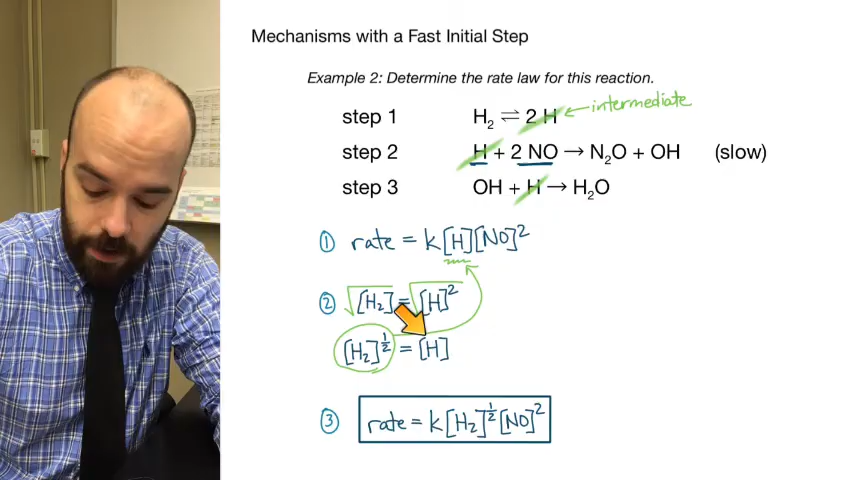 Mechanisms with a Fast Initial Step
Example 2: Determine the rate law for this reaction.
step 1 H₂ ⇌ 2 H ← intermediate
step 2 H + 2 NO → N₂O + OH (slow)
step 3 OH + H → H₂O
① rate = k[H][NO]²
② √[H₂] = √[H]²
[H₂]^½ = [H]
③ rate = k[H₂]^½[NO]²